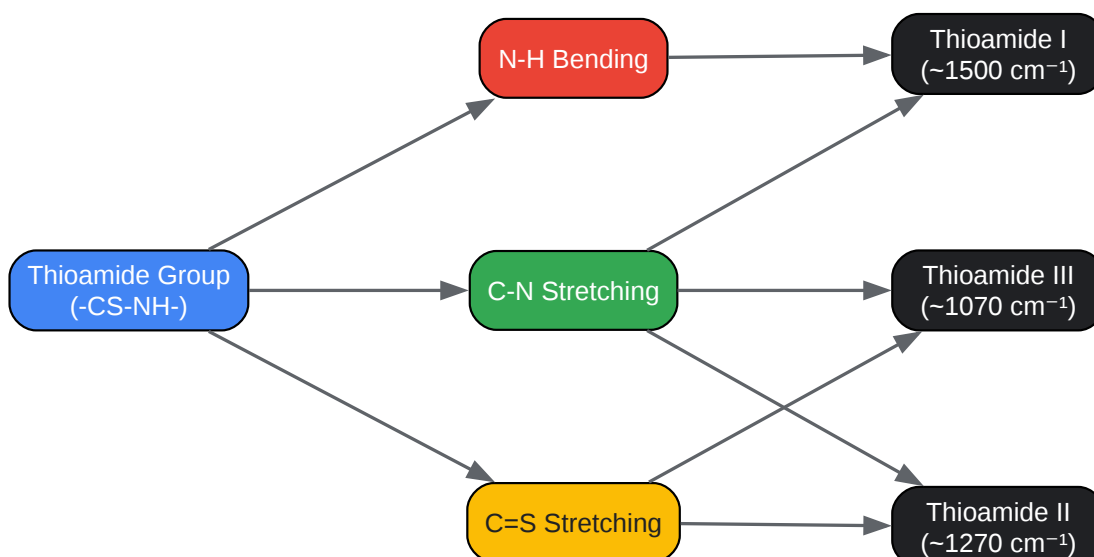 N-H Bending
Thioamide I
(~1500 cm⁻¹)
Thioamide Group
(-CS-NH-)
C-N Stretching
Thioamide III
(~1070 cm⁻¹)
C=S Stretching
Thioamide II
(~1270 cm⁻¹)